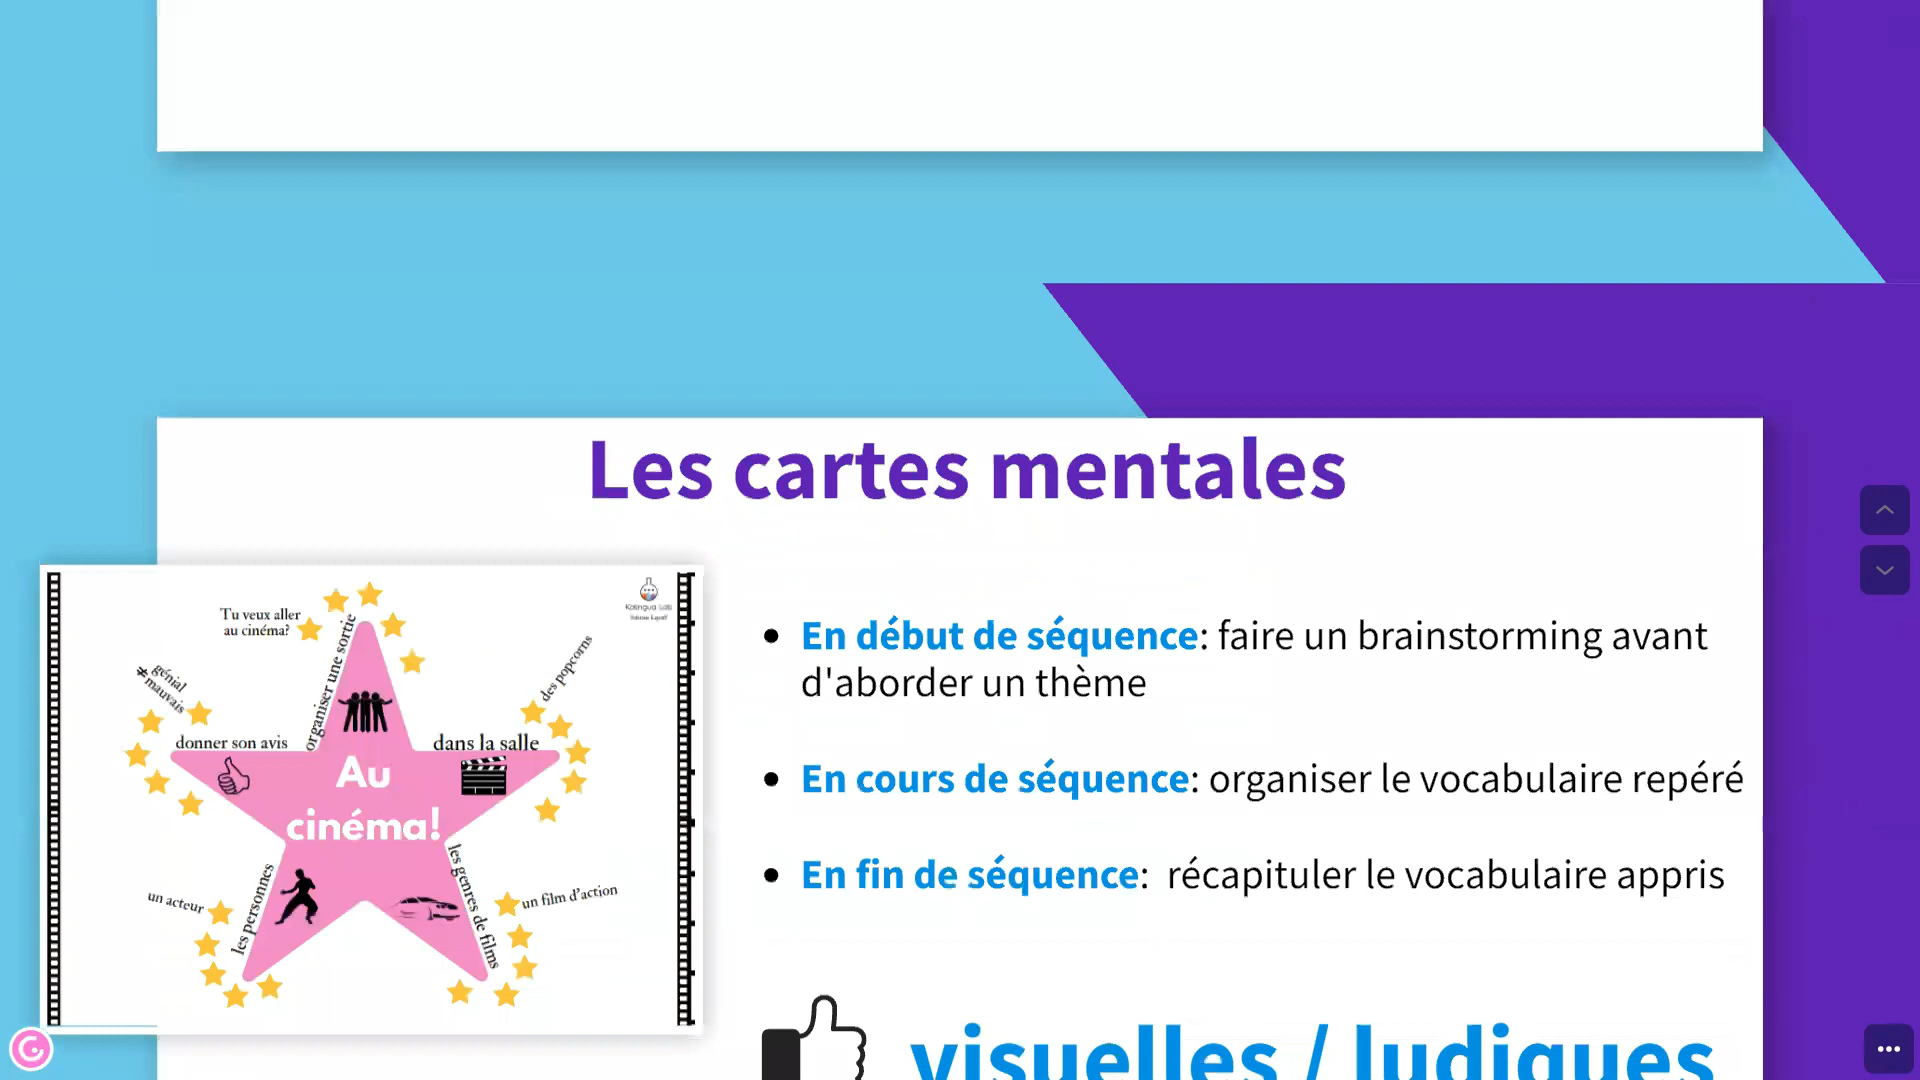 Les cartes mentales
Tu veux aller
au cinéma?
organiser une sortie
génial
≠mauvais
donner son avis
des popcorns
dans la salle
Au
cinéma!
un acteur
les personnes
les genres de films
un film d'action
Kolingua Lab
• En début de séquence: faire un brainstorming avant
d'aborder un thème
• En cours de séquence: organiser le vocabulaire repéré
• En fin de séquence: récapituler le vocabulaire appris
visuelles / ludiques